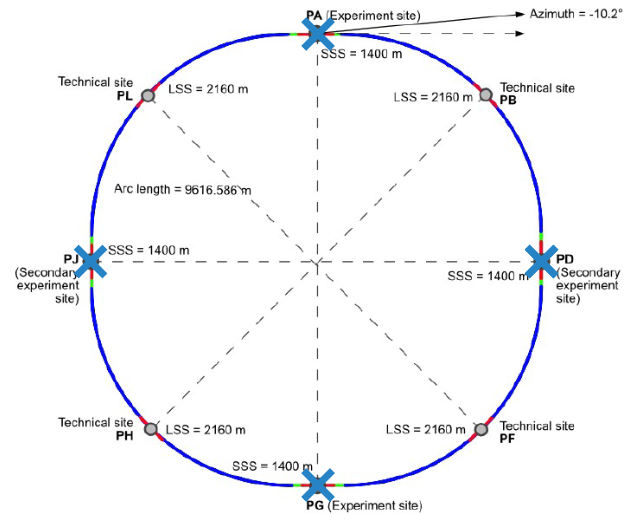 PA (Experiment site)
Azimuth = -10.2°
SSS = 1400 m
Technical site
PL
LSS = 2160 m
LSS = 2160 m
Technical site
PB
Arc length = 9616.586 m
PJ
(Secondary
experiment
site)
SSS = 1400 m
SSS = 1400 m
PD
(Secondary
experiment
site)
Technical site
PH
LSS = 2160 m
LSS = 2160 m
Technical site
PF
SSS = 1400 m
PG (Experiment site)